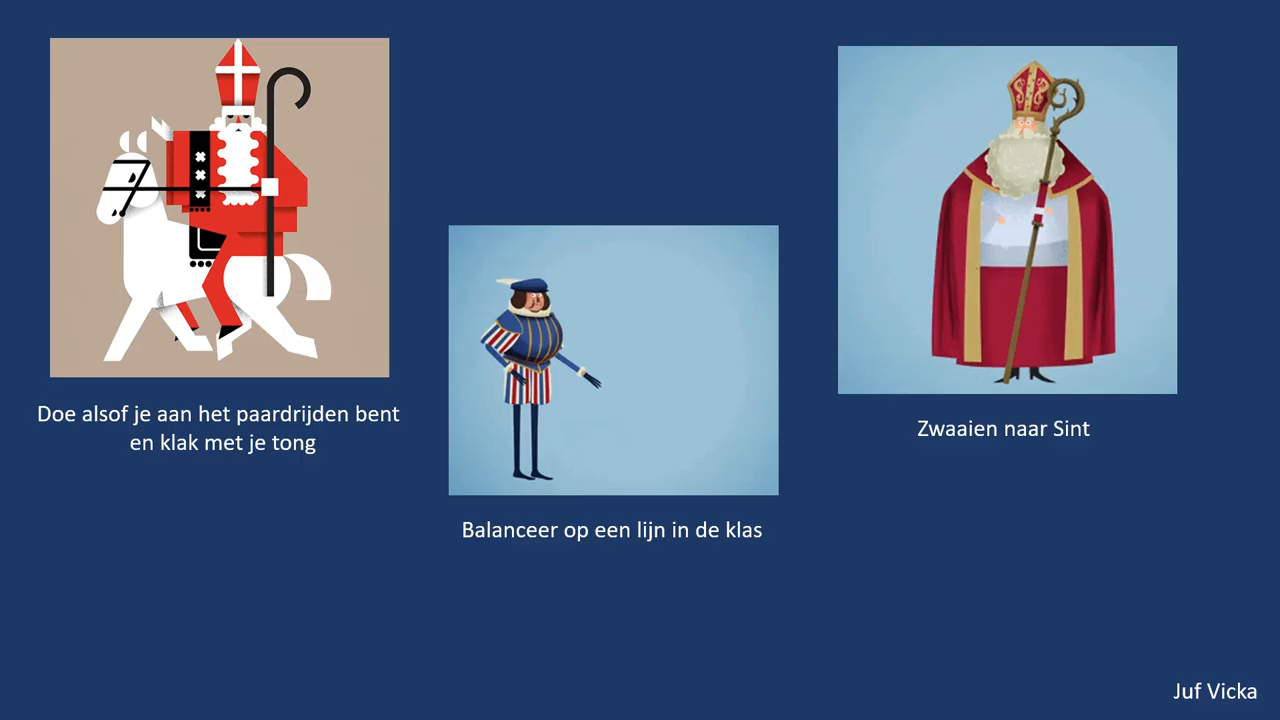 Doe alsof je aan het paardrijden bent
en klak met je tong
Balanceer op een lijn in de klas
Zwaaien naar Sint
Juf Vicka